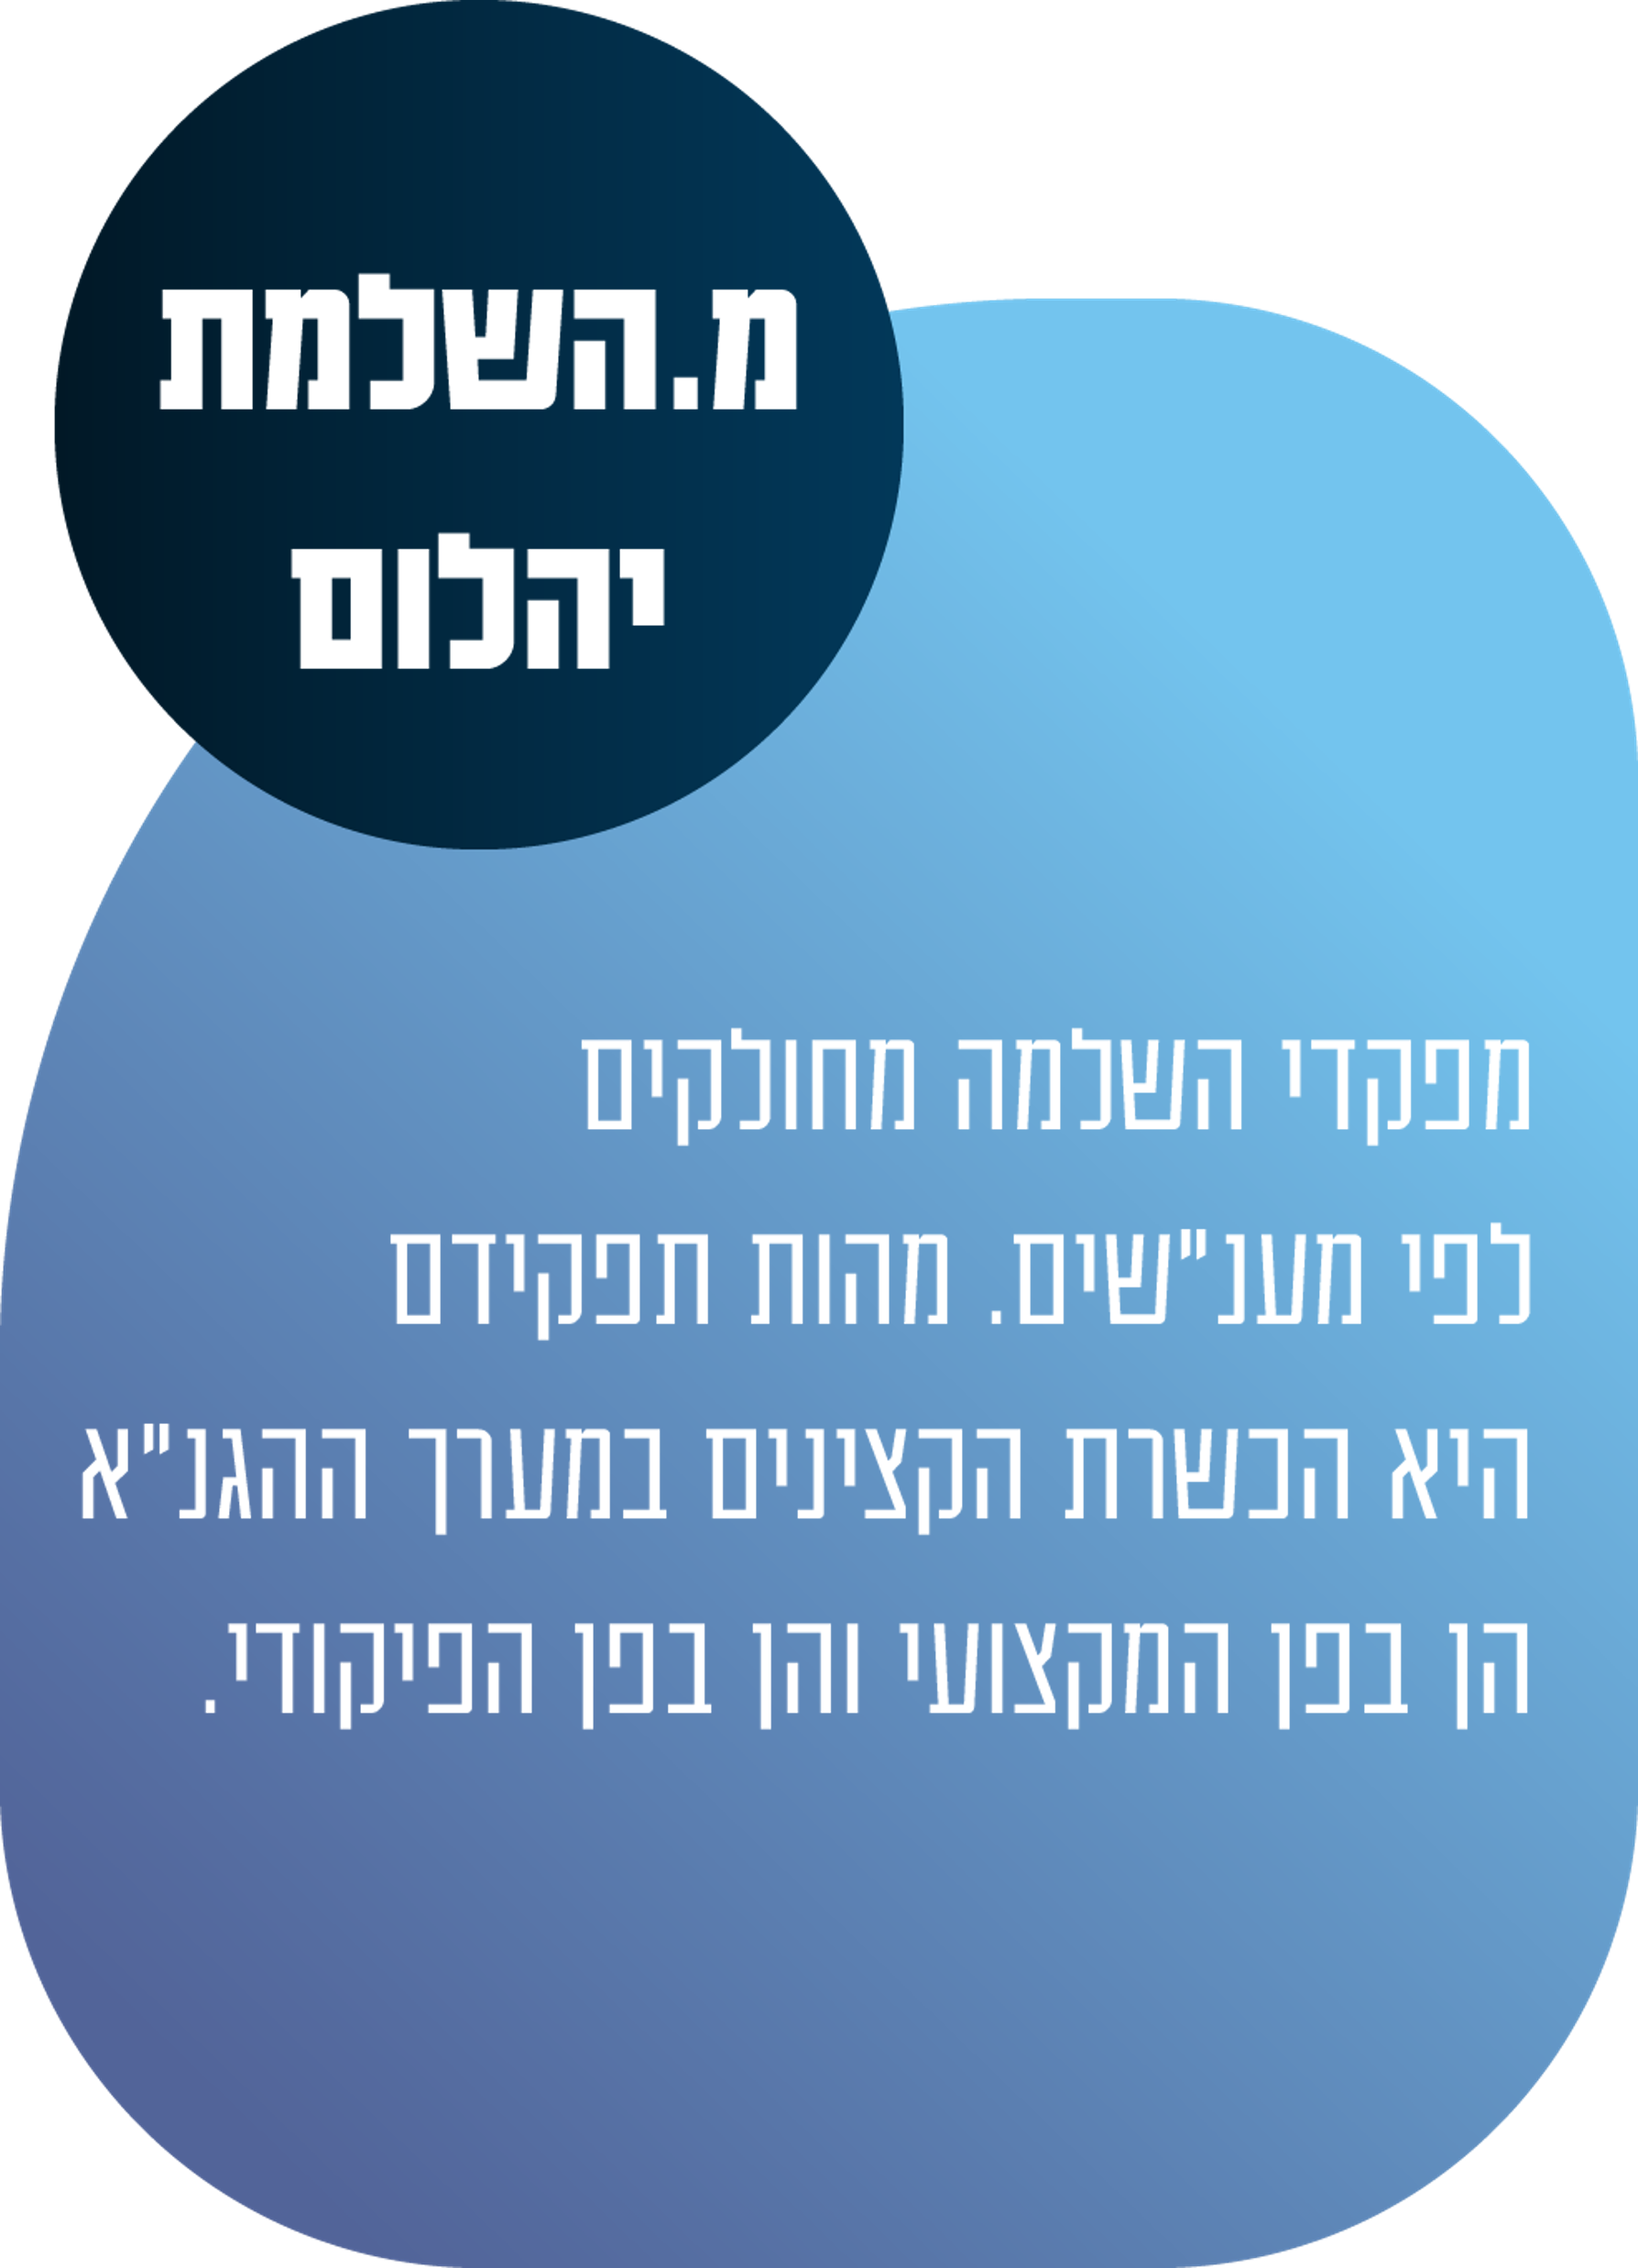 מ.השלמת
יהלום
מפקדי השלמה מחולקים
לפי מענ"שים. מהות תפקידם
היא הכשרת הקצינים במערך ההגנ"א
הן בפן המקצועי והן בפן הפיקודי.